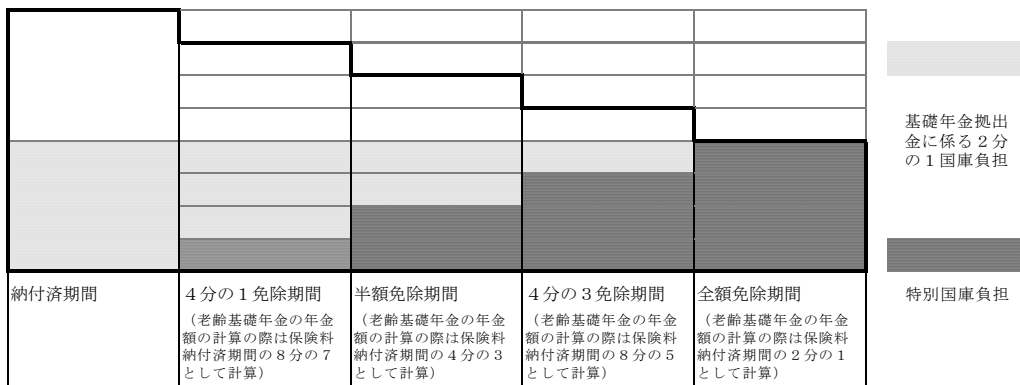 基礎年金拠出
金に係る２分
の１国庫負担
納付済期間
４分の１免除期間
（老齢基礎年金の年金
額の計算の際は保険料
納付済期間の８分の７
として計算）
半額免除期間
（老齢基礎年金の年金
額の計算の際は保険料
納付済期間の４分の３
として計算）
４分の３免除期間
（老齢基礎年金の年金
額の計算の際は保険料
納付済期間の８分の５
として計算）
全額免除期間
（老齢基礎年金の年金
額の計算の際は保険料
納付済期間の２分の１
として計算）
特別国庫負担